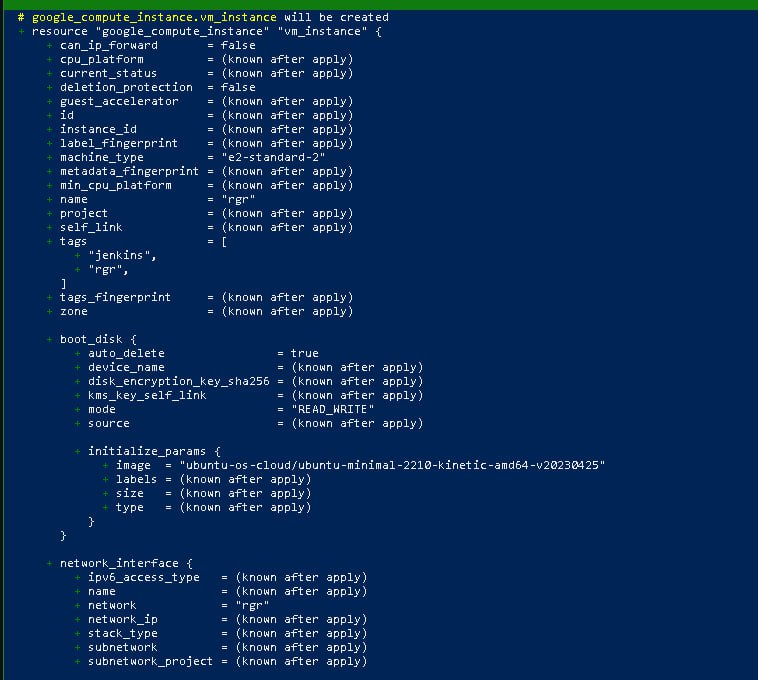 # google_compute_instance.vm_instance will be created
+ resource "google_compute_instance" "vm_instance" {
+ can_ip_forward = false
+ cpu_platform = (known after apply)
+ current_status = (known after apply)
+ deletion_protection = false
+ guest_accelerator = (known after apply)
+ id = (known after apply)
+ instance_id = (known after apply)
+ label_fingerprint = (known after apply)
+ machine_type = "e2-standard-2"
+ metadata_fingerprint = (known after apply)
+ min_cpu_platform = (known after apply)
+ name = "rgr"
+ project = (known after apply)
+ self_link = (known after apply)
+ tags = [
+ "jenkins",
+ "rgr",
]
+ tags_fingerprint = (known after apply)
+ zone = (known after apply)
+ boot_disk {
+ auto_delete = true
+ device_name = (known after apply)
+ disk_encryption_key_sha256 = (known after apply)
+ kms_key_self_link = (known after apply)
+ mode = "READ_WRITE"
+ source = (known after apply)
+ initialize_params {
+ image = "ubuntu-os-cloud/ubuntu-minimal-2210-kinetic-amd64-v20230425"
+ labels = (known after apply)
+ size = (known after apply)
+ type = (known after apply)
}
}
+ network_interface {
+ ipv6_access_type = (known after apply)
+ name = (known after apply)
+ network = "rgr"
+ network_ip = (known after apply)
+ stack_type = (known after apply)
+ subnetwork = (known after apply)
+ subnetwork_project = (known after apply)